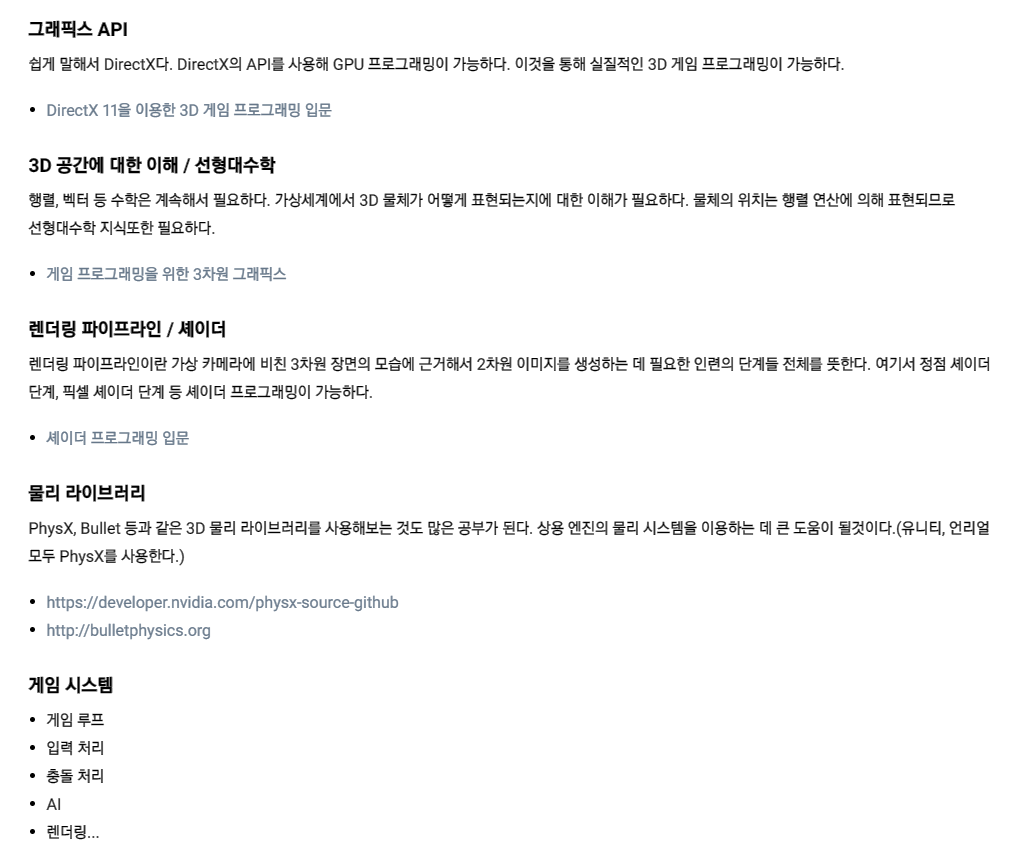 그래픽스 API
쉽게 말해서 DirectX다. DirectX의 API를 사용해 GPU 프로그래밍이 가능하다. 이것을 통해 실질적인 3D 게임 프로그래밍이 가능하다.
• DirectX 11을 이용한 3D 게임 프로그래밍 입문
3D 공간에 대한 이해 / 선형대수학
행렬, 벡터 등 수학은 계속해서 필요하다. 가상세계에서 3D 물체가 어떻게 표현되는지에 대한 이해가 필요하다. 물체의 위치는 행렬 연산에 의해 표현되므로
선형대수학 지식또한 필요하다.
• 게임 프로그래밍을 위한 3차원 그래픽스
렌더링 파이프라인 / 셰이더
렌더링 파이프라인이란 가상 카메라에 비친 3차원 장면의 모습에 근거해서 2차원 이미지를 생성하는 데 필요한 인련의 단계들 전체를 뜻한다. 여기서 정점 셰이더
단계, 픽셀 셰이더 단계 등 셰이더 프로그래밍이 가능하다.
• 셰이더 프로그래밍 입문
물리 라이브러리
PhysX, Bullet 등과 같은 3D 물리 라이브러리를 사용해보는 것도 많은 공부가 된다. 상용 엔진의 물리 시스템을 이용하는 데 큰 도움이 될것이다.(유니티, 언리얼
모두 PhysX를 사용한다.)
• https://developer.nvidia.com/physx-source-github
• http://bulletphysics.org
게임 시스템
• 게임 루프
• 입력 처리
• 충돌 처리
• AI
• 렌더링...